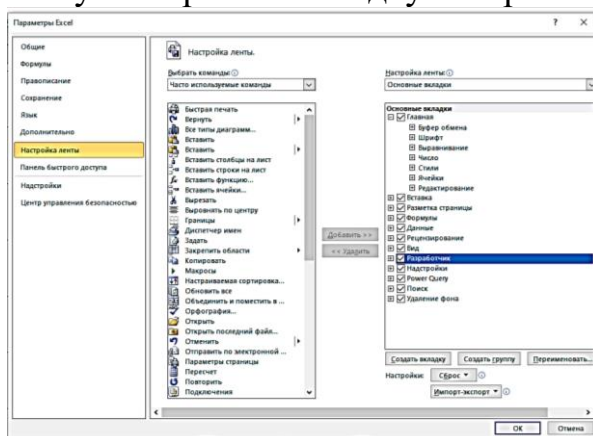 Параметры Excel
? ×
Общие
Формулы
Правописание
Сохранение
Язык
Дополнительно
Настройка ленты
Панель быстрого доступа
Надстройки
Центр управления безопасностью
Настройка ленты.
Выбрать команды:
Часто используемые команды
Быстрая печать
Вернуть
Все типы диаграмм...
Вставить
Вставить
Вставить столбцы на лист
Вставить строки на лист
Вставить функцию...
Вставить ячейки...
Вырезать
Выровнять по центру
Границы
Диспетчер имен
Задать
Закрепить области
Копировать
Макросы
Настраиваемая сортировка...
Обновить все
Объединить и поместить в ...
Орфография...
Открыть
Открыть последний файл...
Отменить
Отправить по электронной ...
Параметры страницы
Пересчет
Повторить
Подключения
Добавить >>
<< Удалить
Настройка ленты:
Основные вкладки
Основные вкладки
Главная
Буфер обмена
Шрифт
Выравнивание
Число
Стили
Ячейки
Редактирование
Вставка
Разметка страницы
Формулы
Данные
Рецензирование
Вид
Разработчик
Надстройки
Power Query
Поиск
Удаление фона
Создать вкладку Создать группу Переименовать...
Настройки: Сброс
Импорт-экспорт
ОК Отмена